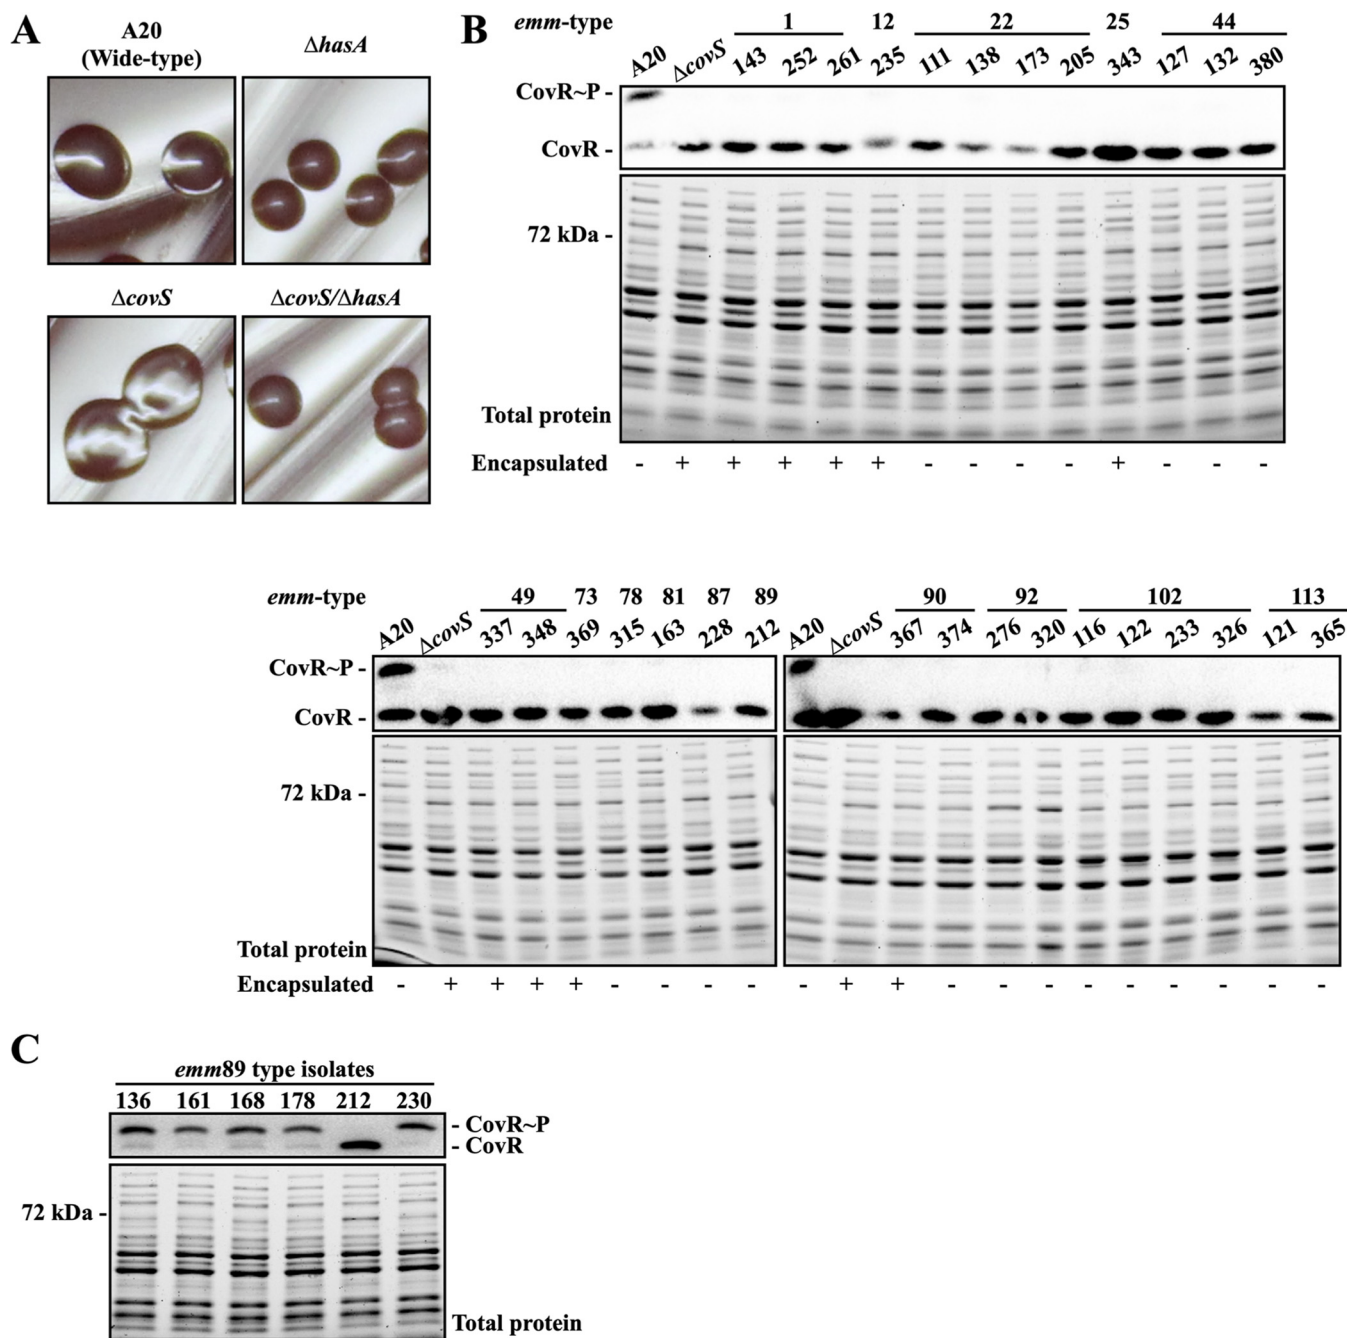 A
A20
(Wide-type)
ΔhasA
ΔcovS
ΔcovS/ΔhasA
B
emm-type 1 12 22 25 44
A20 ΔcovS 143 252 261 235 111 138 173 205 343 127 132 380
CovR~P -
CovR -
72 kDa -
Total protein
Encapsulated - + + + + + - - - - + - - -
emm-type 49 73 78 81 87 89 90 92 102 113
A20 ΔcovS 337 348 369 315 163 228 212 A20 ΔcovS 367 374 276 320 116 122 233 326 121 365
CovR~P -
CovR -
72 kDa -
Total protein
Encapsulated - + + + + - - - - - + + - - - - - - - - -
C
emm89 type isolates
136 161 168 178 212 230
- CovR~P
- CovR
72 kDa -
Total protein